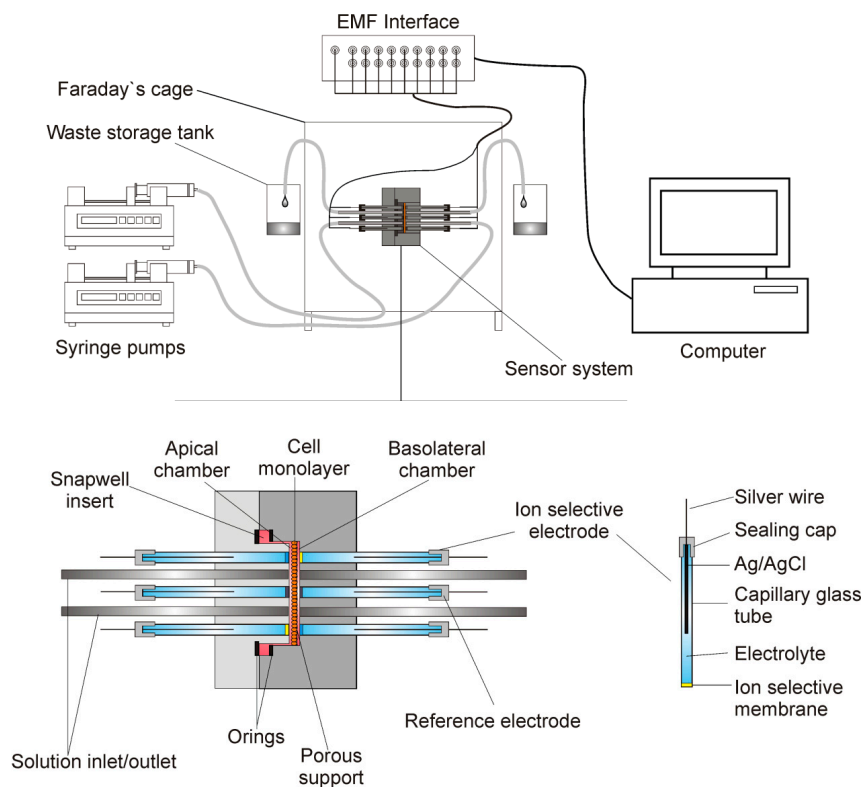 EMF Interface
Faraday`s cage
Waste storage tank
Syringe pumps
Computer
Sensor system
Apical
chamber
Cell
monolayer
Basolateral
chamber
Snapwell
insert
Ion selective
electrode
Silver wire
Sealing cap
Ag/AgCl
Capillary glass
tube
Electrolyte
Ion selective
membrane
Reference electrode
Orings
Porous
support
Solution inlet/outlet